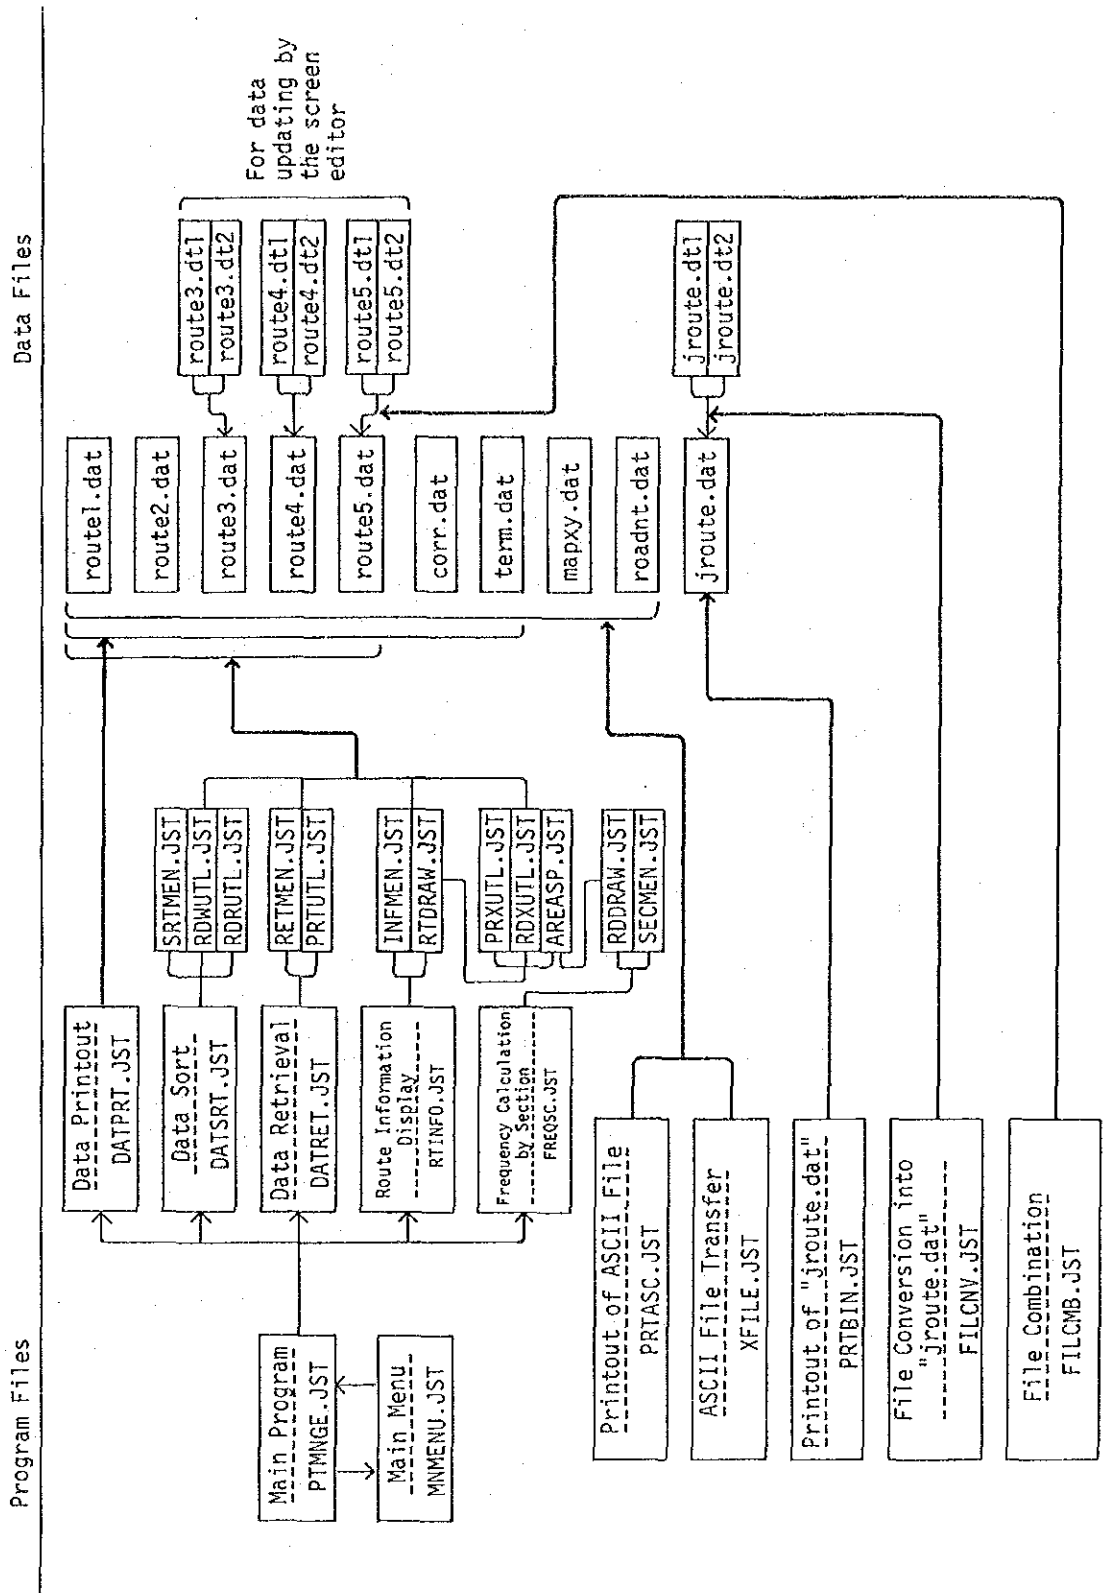 Program Files
Data Files
Main Program
PTMNGE.JST
Main Menu
MNMENU.JST
Data Printout
DATPRT.JST
Data Sort
DATSRT.JST
Data Retrieval
DATRET.JST
Route Information
Display
RTINFO.JST
Frequency Calculation
by Section
FREQSC.JST
SRTMEN.JST
RDWUTL.JST
RDRUTL.JST
RETMEN.JST
PRTUTL.JST
INFMEN.JST
RTDRAW.JST
PRXUTL.JST
RDXUTL.JST
AREASP.JST
RDDRAW.JST
SECMEN.JST
Printout of ASCII File
PRTASC.JST
ASCII File Transfer
XFILE.JST
Printout of "jroute.dat"
PRTBIN.JST
File Conversion into
"jroute.dat"
FILCNV.JST
File Combination
FILCMB.JST
route1.dat
route2.dat
route3.dat
route4.dat
route5.dat
corr.dat
term.dat
mapxy.dat
roadnt.dat
jroute.dat
route3.dt1
route3.dt2
route4.dt1
route4.dt2
route5.dt1
route5.dt2
jroute.dt1
jroute.dt2
For data
updating by
the screen
editor